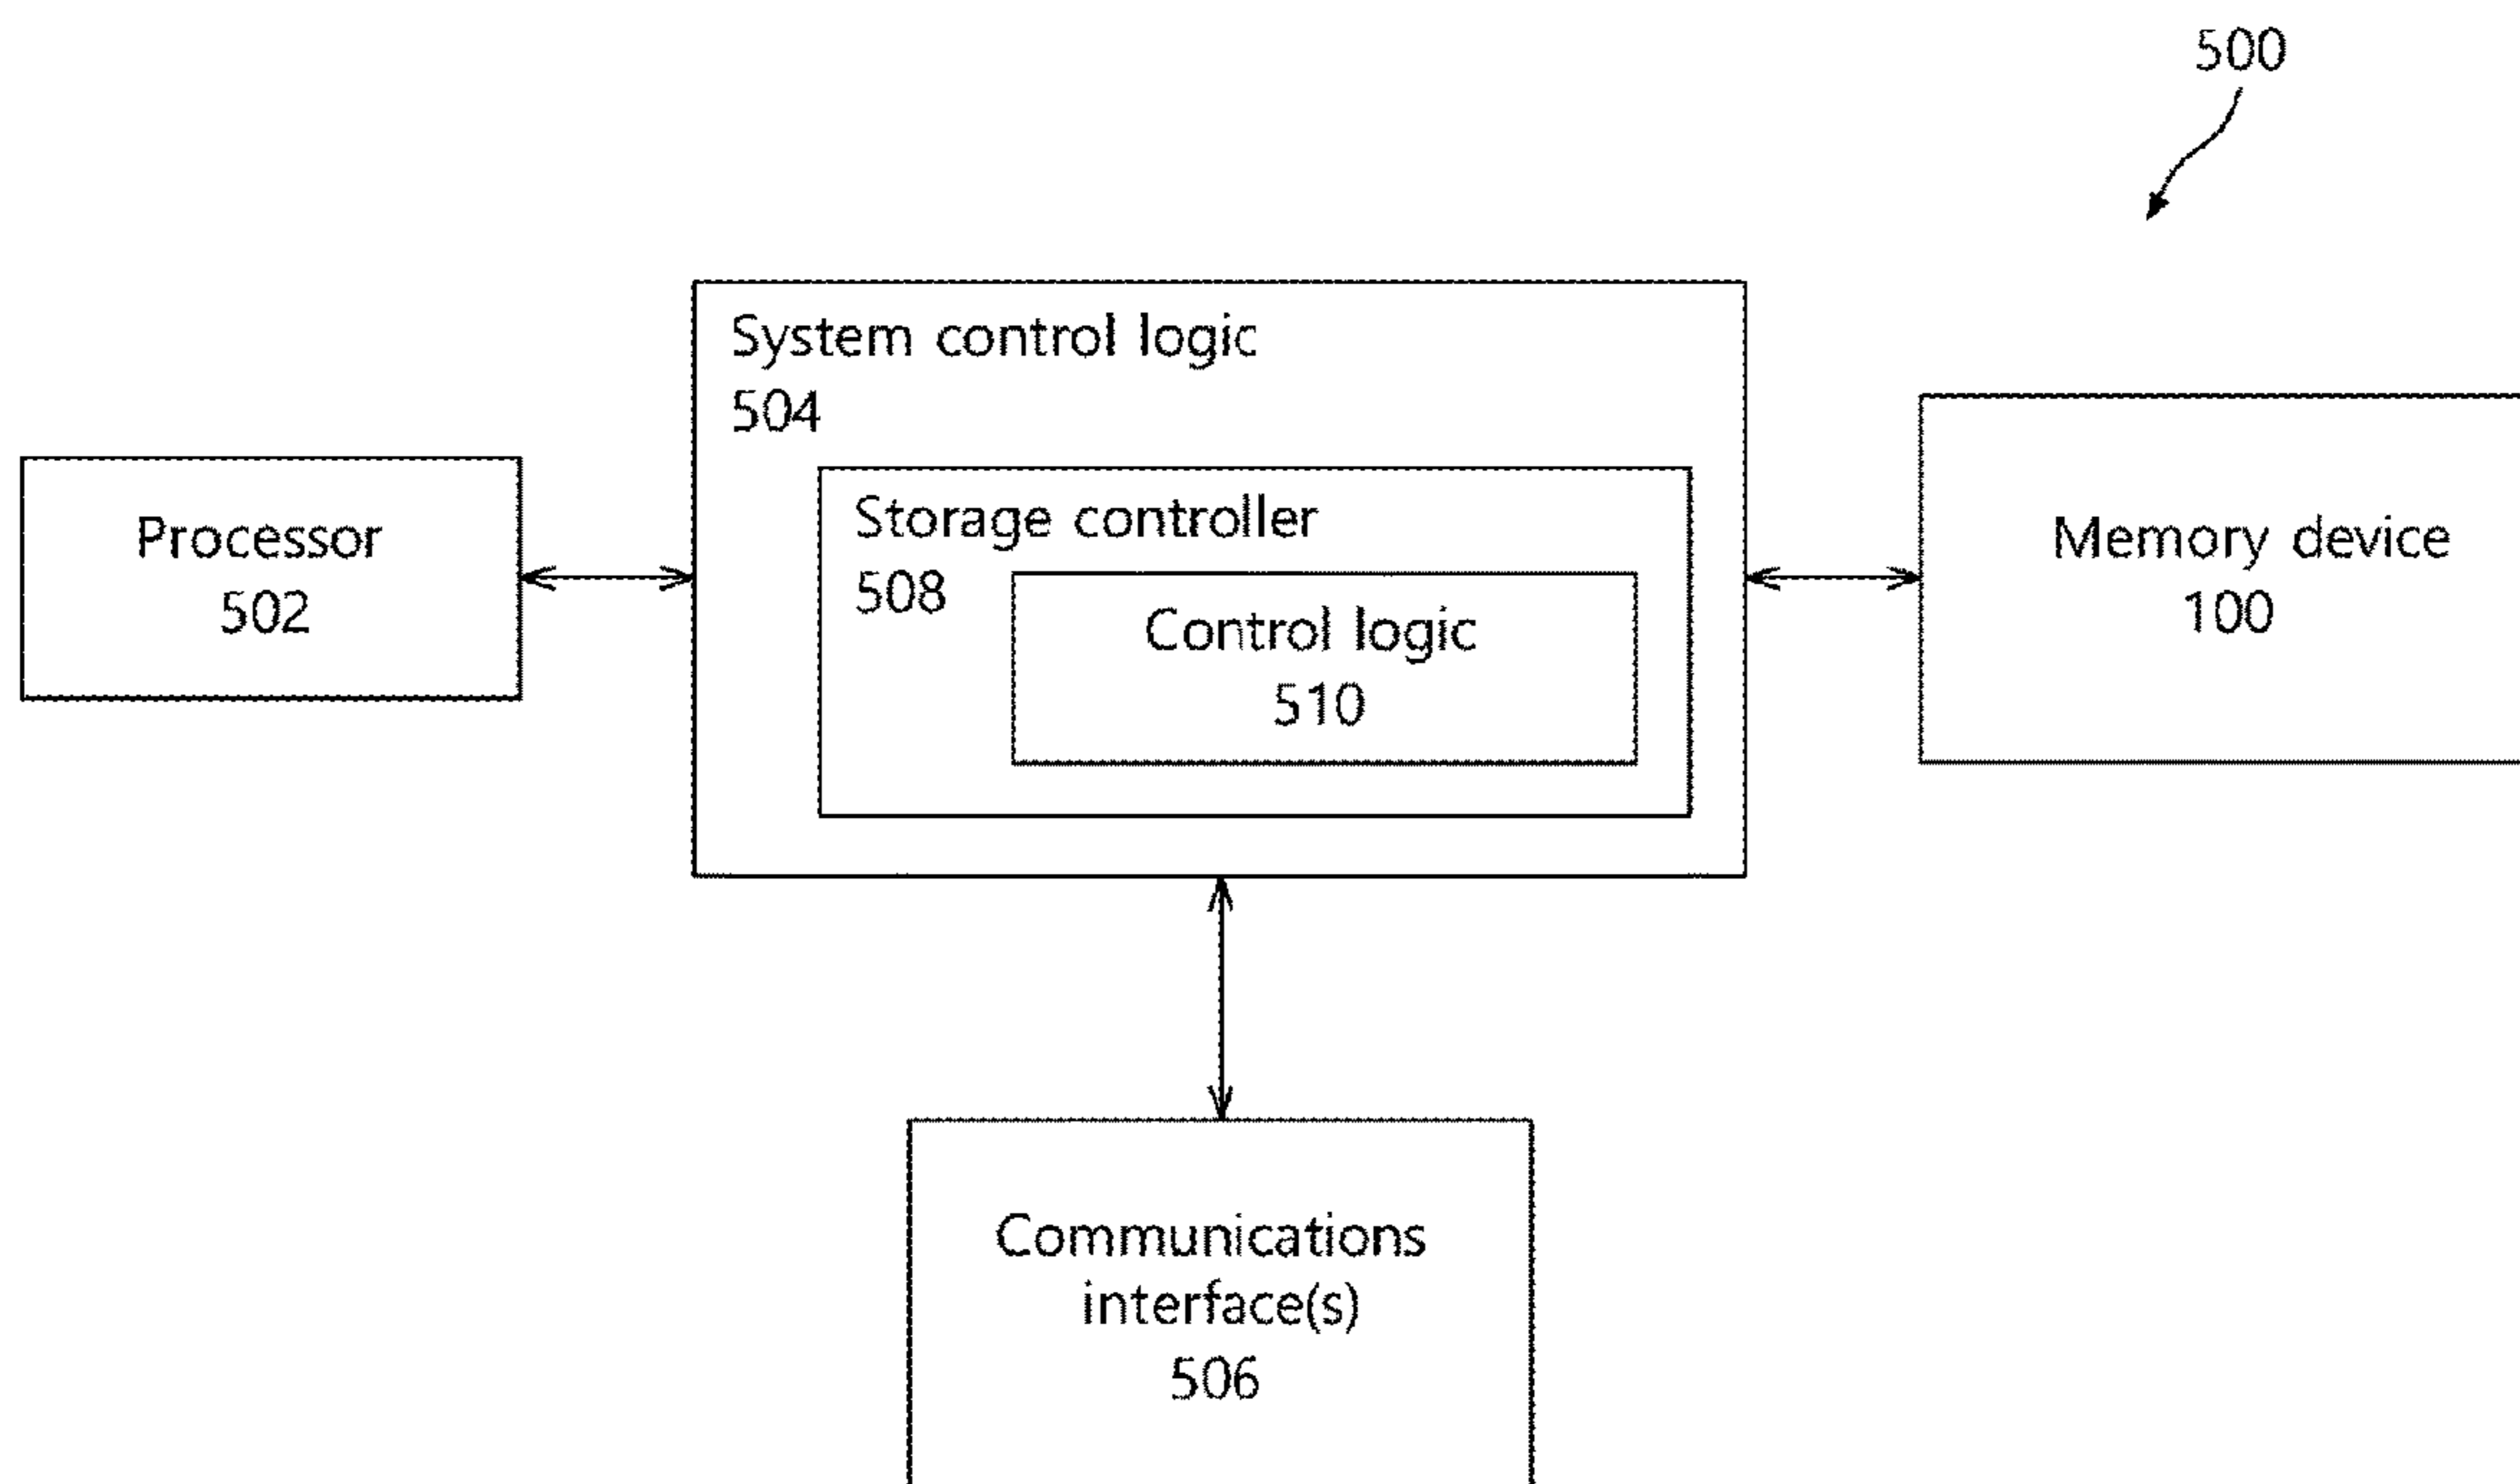 500
System control logic
504
Processor
502
Storage controller
508
Control logic
510
Memory device
100
Communications
interface(s)
506